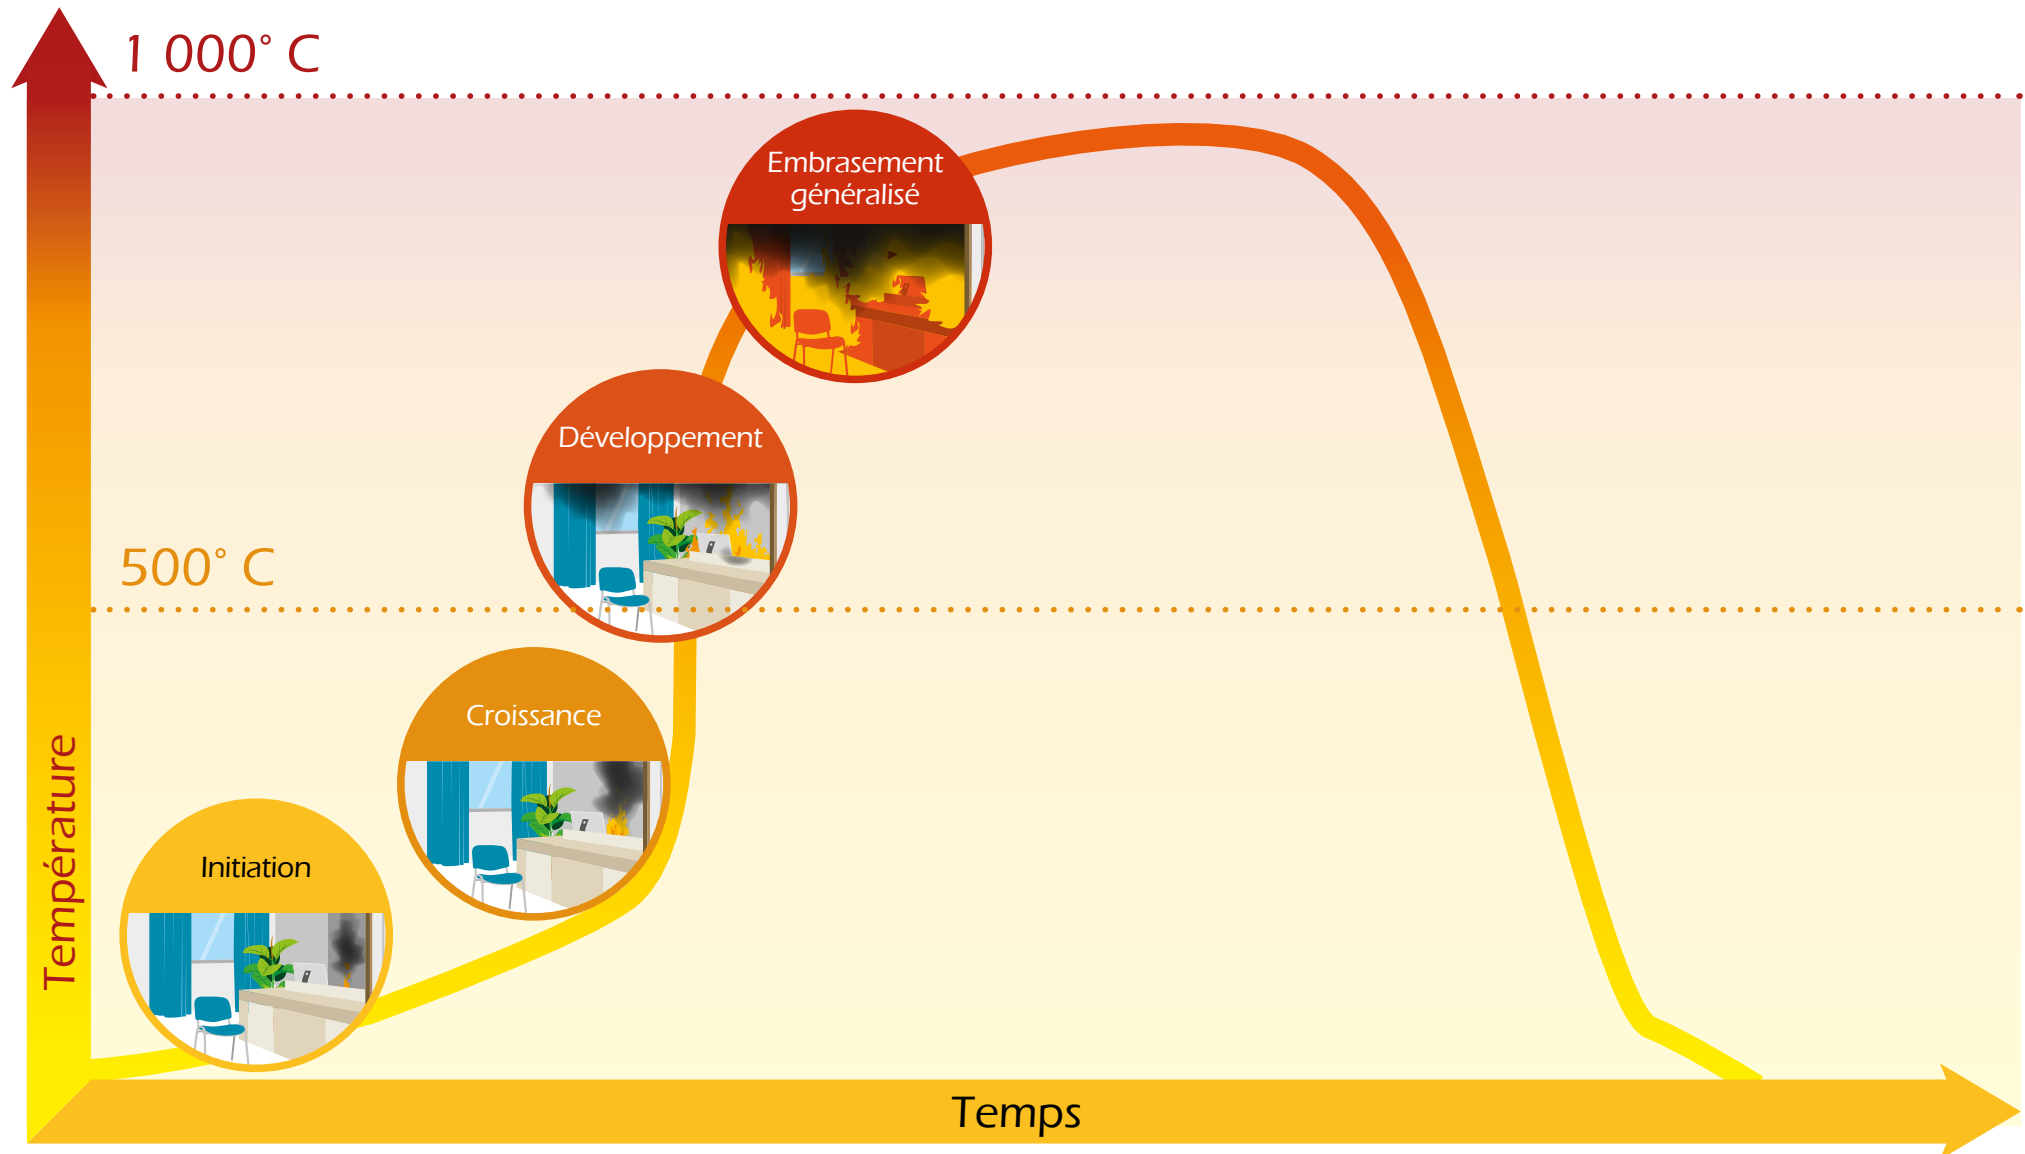 1 000° C
Embrasement
généralisé
Développement
500° C
Croissance
Température
Initiation
Temps